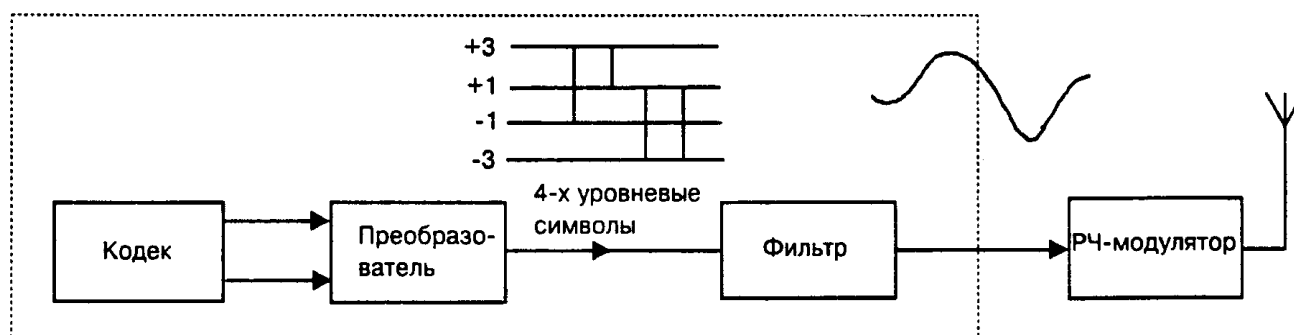 +3
+1
-1
-3
4-х уровневые
символы
Кодек
Преобразо-
ватель
Фильтр
РЧ-модулятор